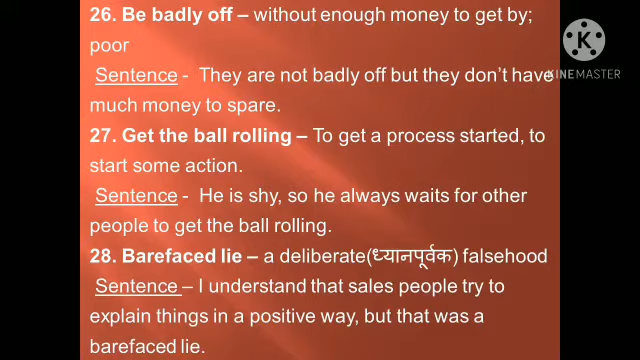 26. Be badly off – without enough money to get by;
poor
Sentence - They are not badly off but they don't have
much money to spare.
27. Get the ball rolling – To get a process started, to
start some action.
Sentence - He is shy, so he always waits for other
people to get the ball rolling.
28. Barefaced lie – a deliberate(ध्यानपूर्वक) falsehood
Sentence – I understand that sales people try to
explain things in a positive way, but that was a
barefaced lie.
K
KINEMASTER